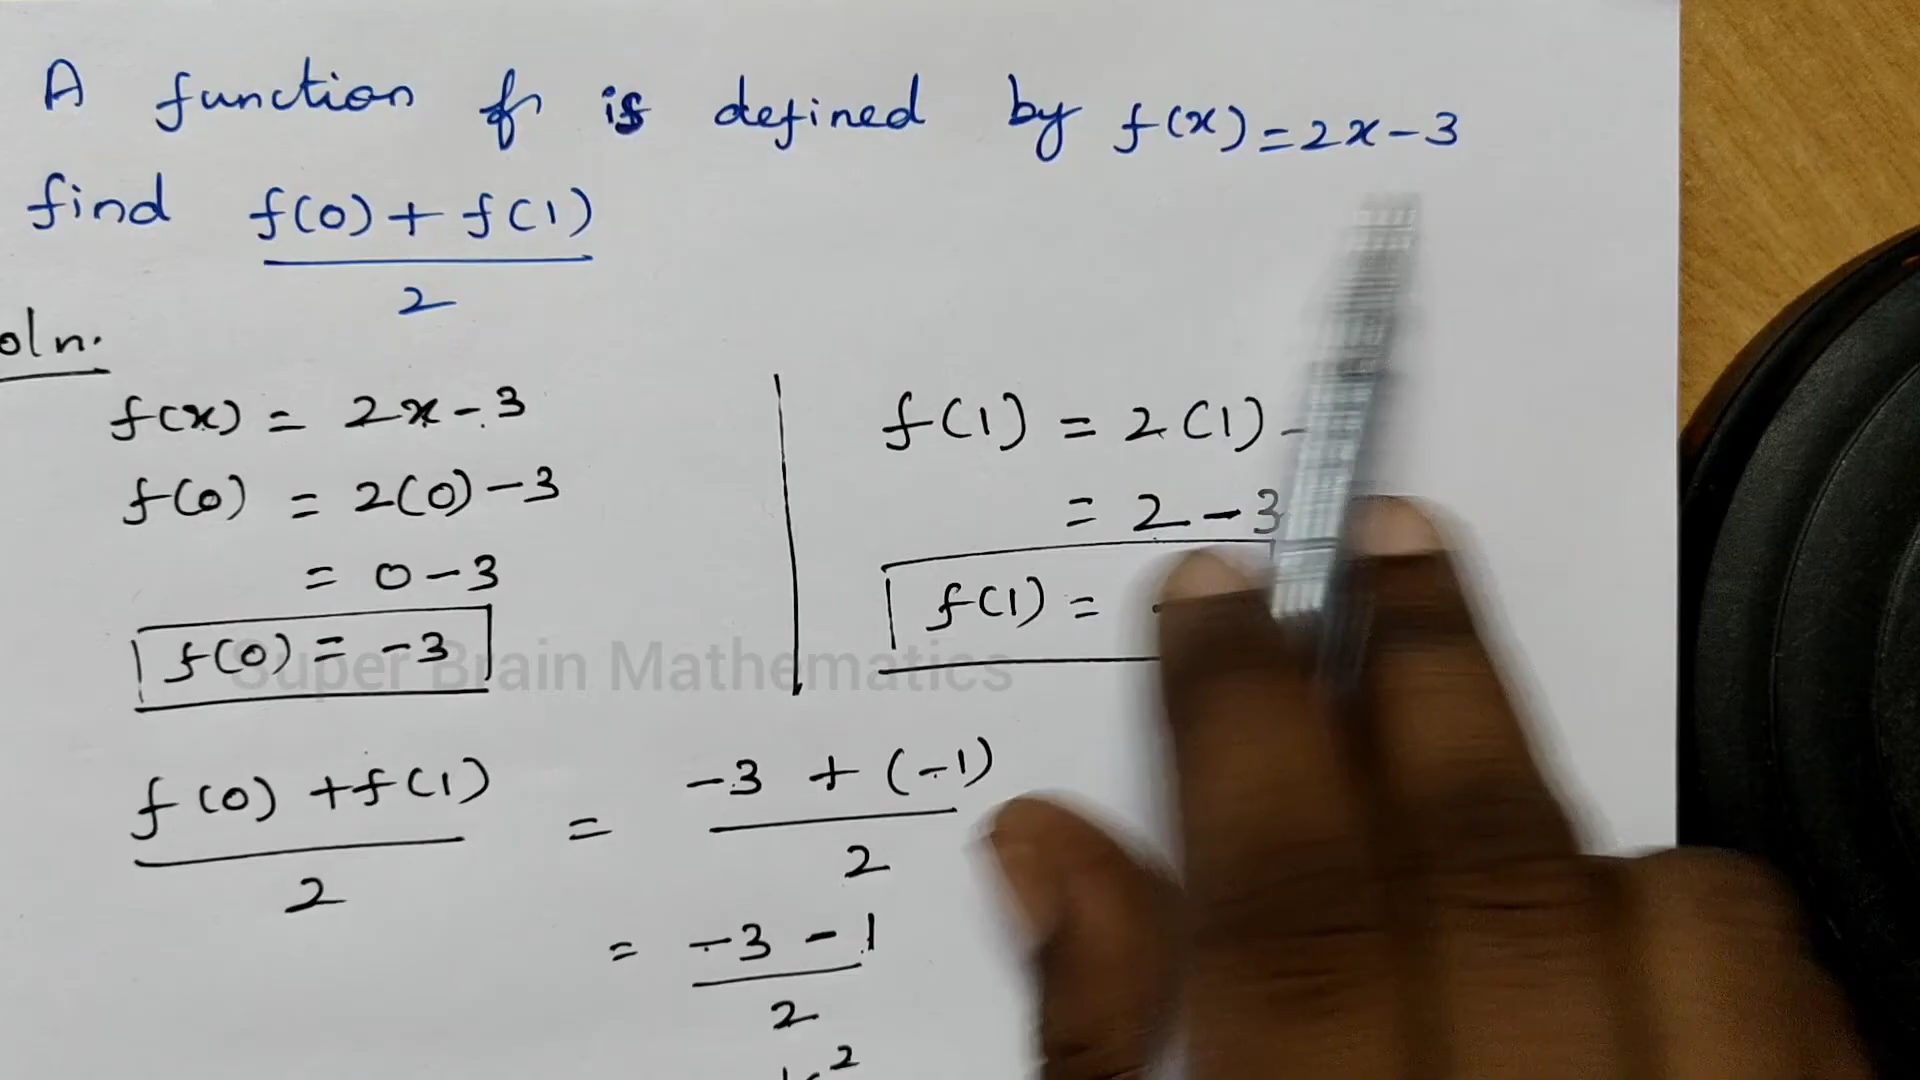 A function f is defined by f(x)=2x-3
find f(0)+f(1)
2
oln.
f(x) = 2x-3
f(0) = 2(0)-3
= 0-3
f(0) = -3
f(1) = 2(1)-
= 2-3
f(1) = -
Super Brain Mathematics
f(0)+f(1) = -3 + (-1)
2 2
= -3-1
2
2